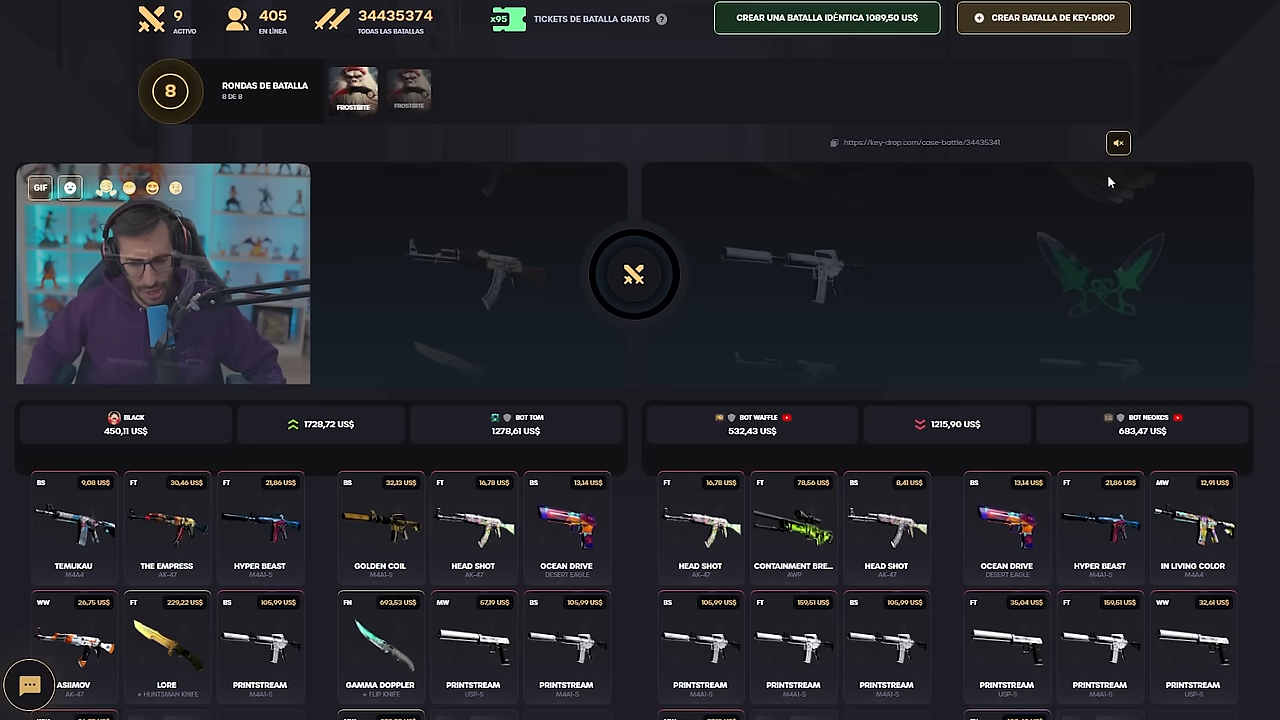 9
ACTIVO
405
EN LÍNEA
34435374
TODAS LAS BATALLAS
x95
TICKETS DE BATALLA GRATIS ?
CREAR UNA BATALLA IDÉNTICA 1089,50 US$
CREAR BATALLA DE KEY-DROP
8
RONDAS DE BATALLA
8 DE 8
FROSTBITE
FROSTBITE
https://key-drop.com/case-battle/34435341
GIF
BLACK
450,11 US$
1728,72 US$
BOT TOM
1278,61 US$
BOT WAFFLE
532,43 US$
1215,90 US$
BOT NEOKCS
683,47 US$
BS 9,08 US$
TEMUKAU
M4A4
FT 30,46 US$
THE EMPRESS
AK-47
FT 21,86 US$
HYPER BEAST
M4A1-S
BS 32,13 US$
GOLDEN COIL
M4A1-S
FT 16,78 US$
HEAD SHOT
AK-47
BS 13,14 US$
OCEAN DRIVE
DESERT EAGLE
FT 16,78 US$
HEAD SHOT
AK-47
FT 78,56 US$
CONTAINMENT BRE...
AWP
BS 8,41 US$
HEAD SHOT
AK-47
BS 13,14 US$
OCEAN DRIVE
DESERT EAGLE
FT 21,86 US$
HYPER BEAST
M4A1-S
MW 12,91 US$
IN LIVING COLOR
M4A4
WW 26,75 US$
ASIIMOV
AK-47
FT 229,22 US$
LORE
★ HUNTSMAN KNIFE
BS 105,99 US$
PRINTSTREAM
M4A1-S
FN 693,53 US$
GAMMA DOPPLER
★ FLIP KNIFE
MW 57,19 US$
PRINTSTREAM
USP-S
BS 105,99 US$
PRINTSTREAM
M4A1-S
BS 105,99 US$
PRINTSTREAM
M4A1-S
FT 159,51 US$
PRINTSTREAM
M4A1-S
BS 105,99 US$
PRINTSTREAM
M4A1-S
FT 35,04 US$
PRINTSTREAM
USP-S
FT 159,51 US$
PRINTSTREAM
M4A1-S
WW 32,61 US$
PRINTSTREAM
USP-S